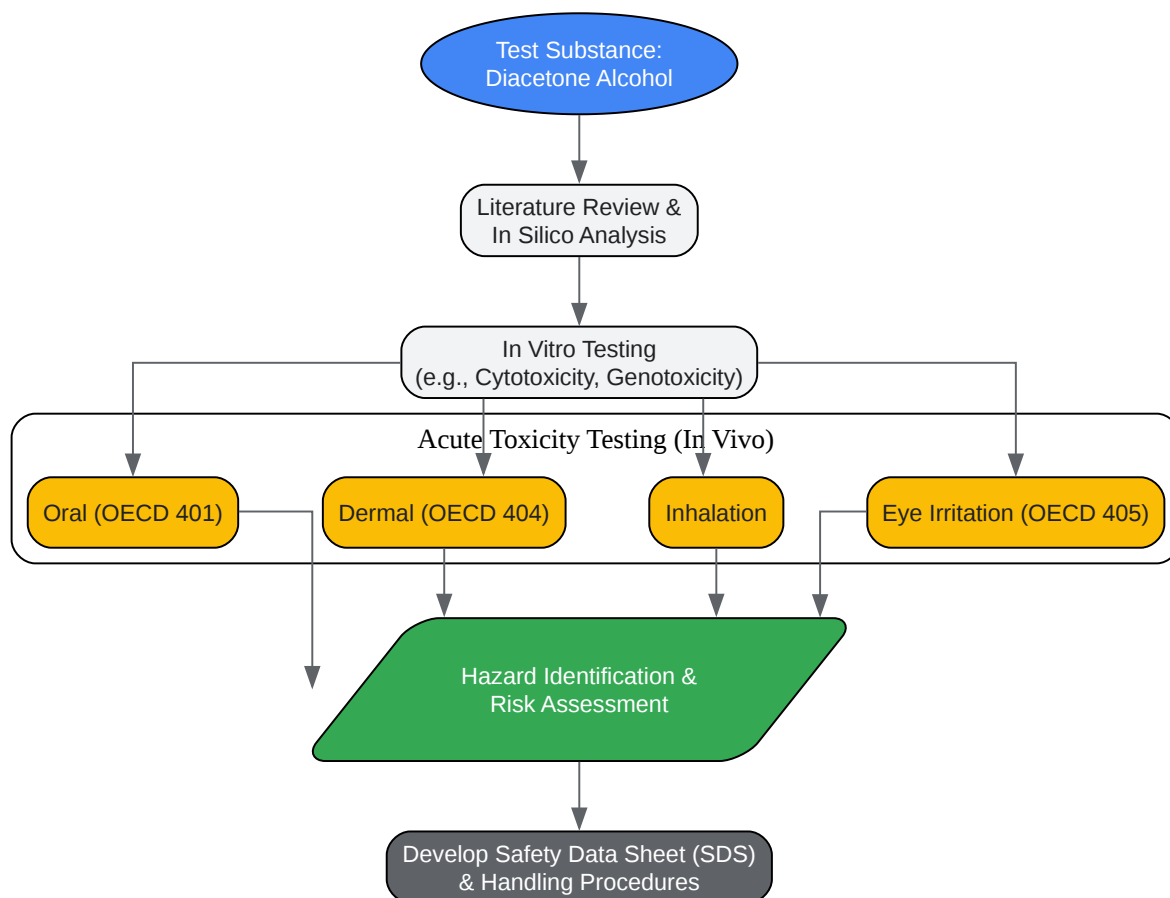 Test Substance:
Diacetone Alcohol
Literature Review &
In Silico Analysis
In Vitro Testing
(e.g., Cytotoxicity, Genotoxicity)
Acute Toxicity Testing (In Vivo)
Oral (OECD 401)
Dermal (OECD 404)
Inhalation
Eye Irritation (OECD 405)
Hazard Identification &
Risk Assessment
Develop Safety Data Sheet (SDS)
& Handling Procedures